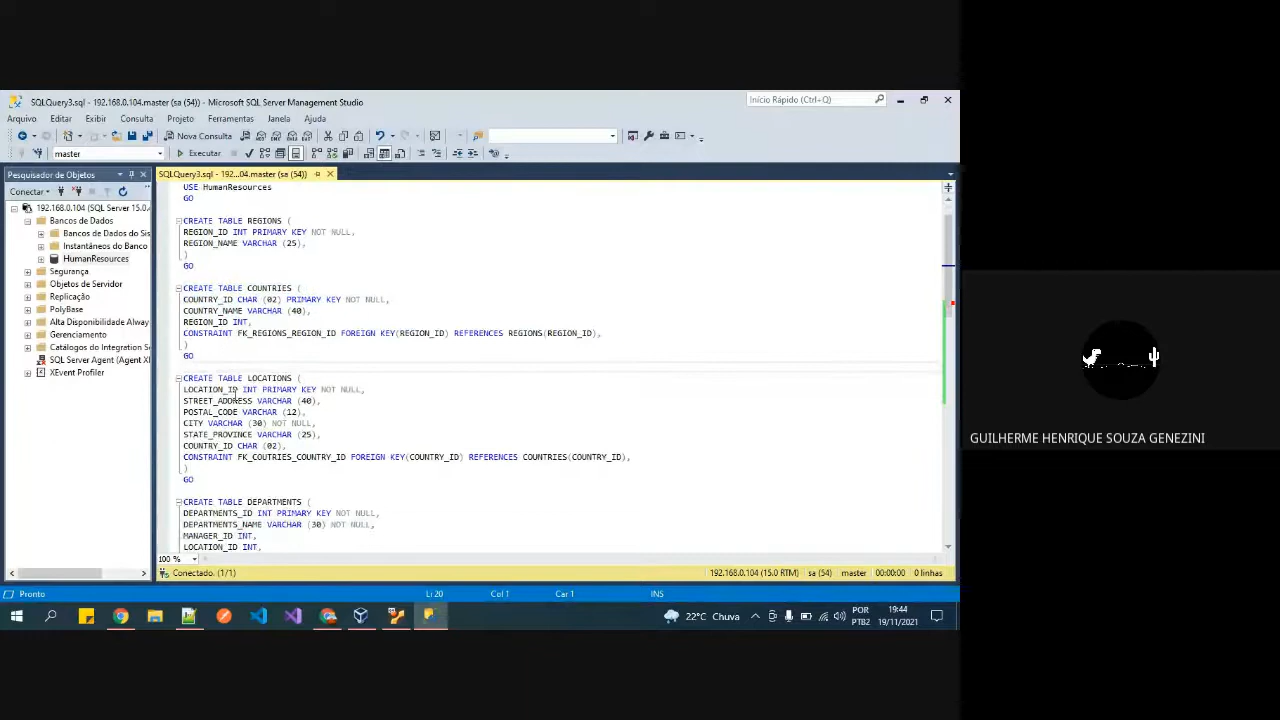 SQLQuery3.sql - 192.168.0.104.master (sa (54)) - Microsoft SQL Server Management Studio
Início Rápido (Ctrl+Q)
Arquivo Editar Exibir Consulta Projeto Ferramentas Janela Ajuda
Nova Consulta
master Executar
Pesquisador de Objetos
SQLQuery3.sql - 192...04.master (sa (54))
Conectar
192.168.0.104 (SQL Server 15.0.
Bancos de Dados
Bancos de Dados do Sis
Instantâneos do Banco
HumanResources
Segurança
Objetos de Servidor
Replicação
PolyBase
Alta Disponibilidade Alway
Gerenciamento
Catálogos do Integration S
SQL Server Agent (Agent XI
XEvent Profiler
USE HumanResources
GO
CREATE TABLE REGIONS (
REGION_ID INT PRIMARY KEY NOT NULL,
REGION_NAME VARCHAR (25),
)
GO
CREATE TABLE COUNTRIES (
COUNTRY_ID CHAR (02) PRIMARY KEY NOT NULL,
COUNTRY_NAME VARCHAR (40),
REGION_ID INT,
CONSTRAINT FK_REGIONS_REGION_ID FOREIGN KEY(REGION_ID) REFERENCES REGIONS(REGION_ID),
)
GO
CREATE TABLE LOCATIONS (
LOCATION_ID INT PRIMARY KEY NOT NULL,
STREET_ADDRESS VARCHAR (40),
POSTAL_CODE VARCHAR (12),
CITY VARCHAR (30) NOT NULL,
STATE_PROVINCE VARCHAR (25),
COUNTRY_ID CHAR (02),
CONSTRAINT FK_COUTRIES_COUNTRY_ID FOREIGN KEY(COUNTRY_ID) REFERENCES COUNTRIES(COUNTRY_ID),
)
GO
CREATE TABLE DEPARTMENTS (
DEPARTMENTS_ID INT PRIMARY KEY NOT NULL,
DEPARTMENTS_NAME VARCHAR (30) NOT NULL,
MANAGER_ID INT,
LOCATION_ID INT,
100 %
Conectado. (1/1) 192.168.0.104 (15.0 RTM) sa (54) master 00:00:00 0 linhas
Pronto Li 20 Col 1 Car 1 INS
22°C Chuva
POR
PTB2
19:44
19/11/2021
GUILHERME HENRIQUE SOUZA GENEZINI